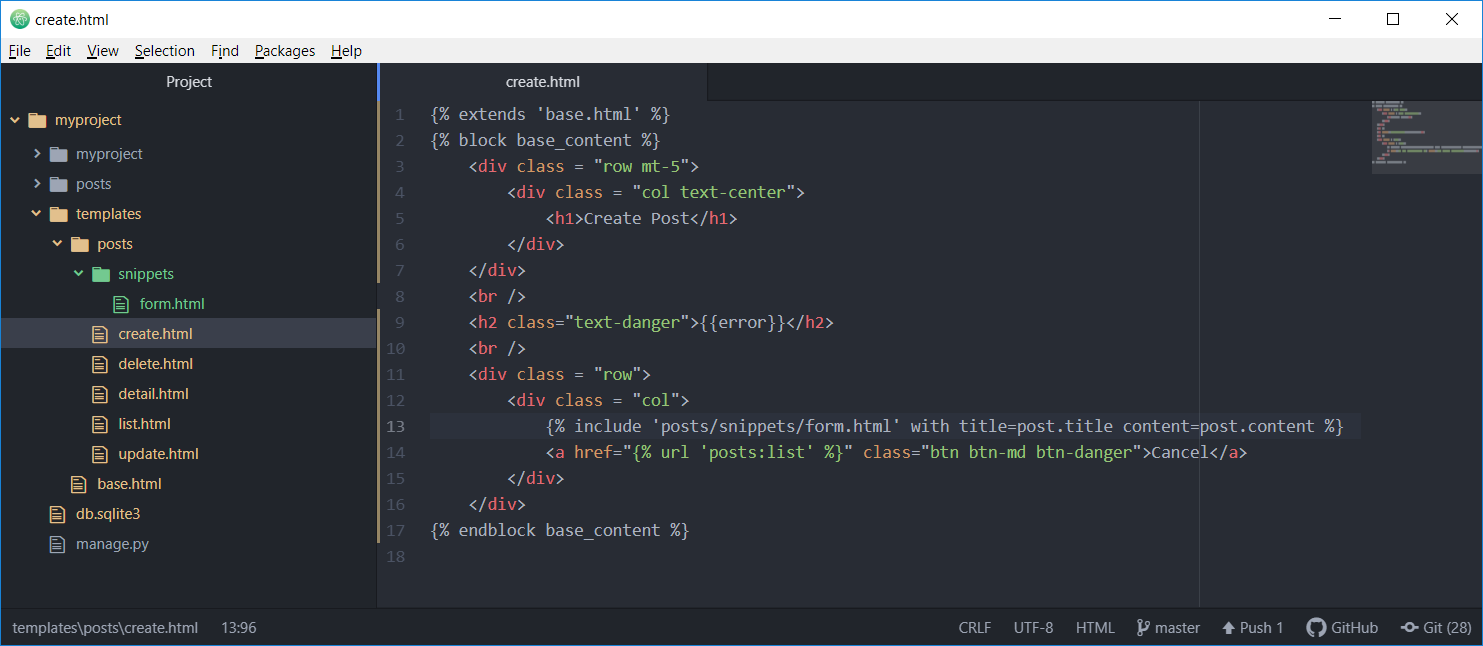 create.html
File Edit View Selection Find Packages Help
Project
myproject
myproject
posts
templates
posts
snippets
form.html
create.html
delete.html
detail.html
list.html
update.html
base.html
db.sqlite3
manage.py
create.html
1 {% extends 'base.html' %}
2 {% block base_content %}
3     <div class = "row mt-5">
4         <div class = "col text-center">
5             <h1>Create Post</h1>
6         </div>
7     </div>
8     <br />
9     <h2 class="text-danger">{{error}}</h2>
10     <br />
11     <div class = "row">
12         <div class = "col">
13             {% include 'posts/snippets/form.html' with title=post.title content=post.content %}
14             <a href="{% url 'posts:list' %}" class="btn btn-md btn-danger">Cancel</a>
15         </div>
16     </div>
17 {% endblock base_content %}
18
templates\posts\create.html 13:96 CRLF UTF-8 HTML master Push 1 GitHub Git (28)